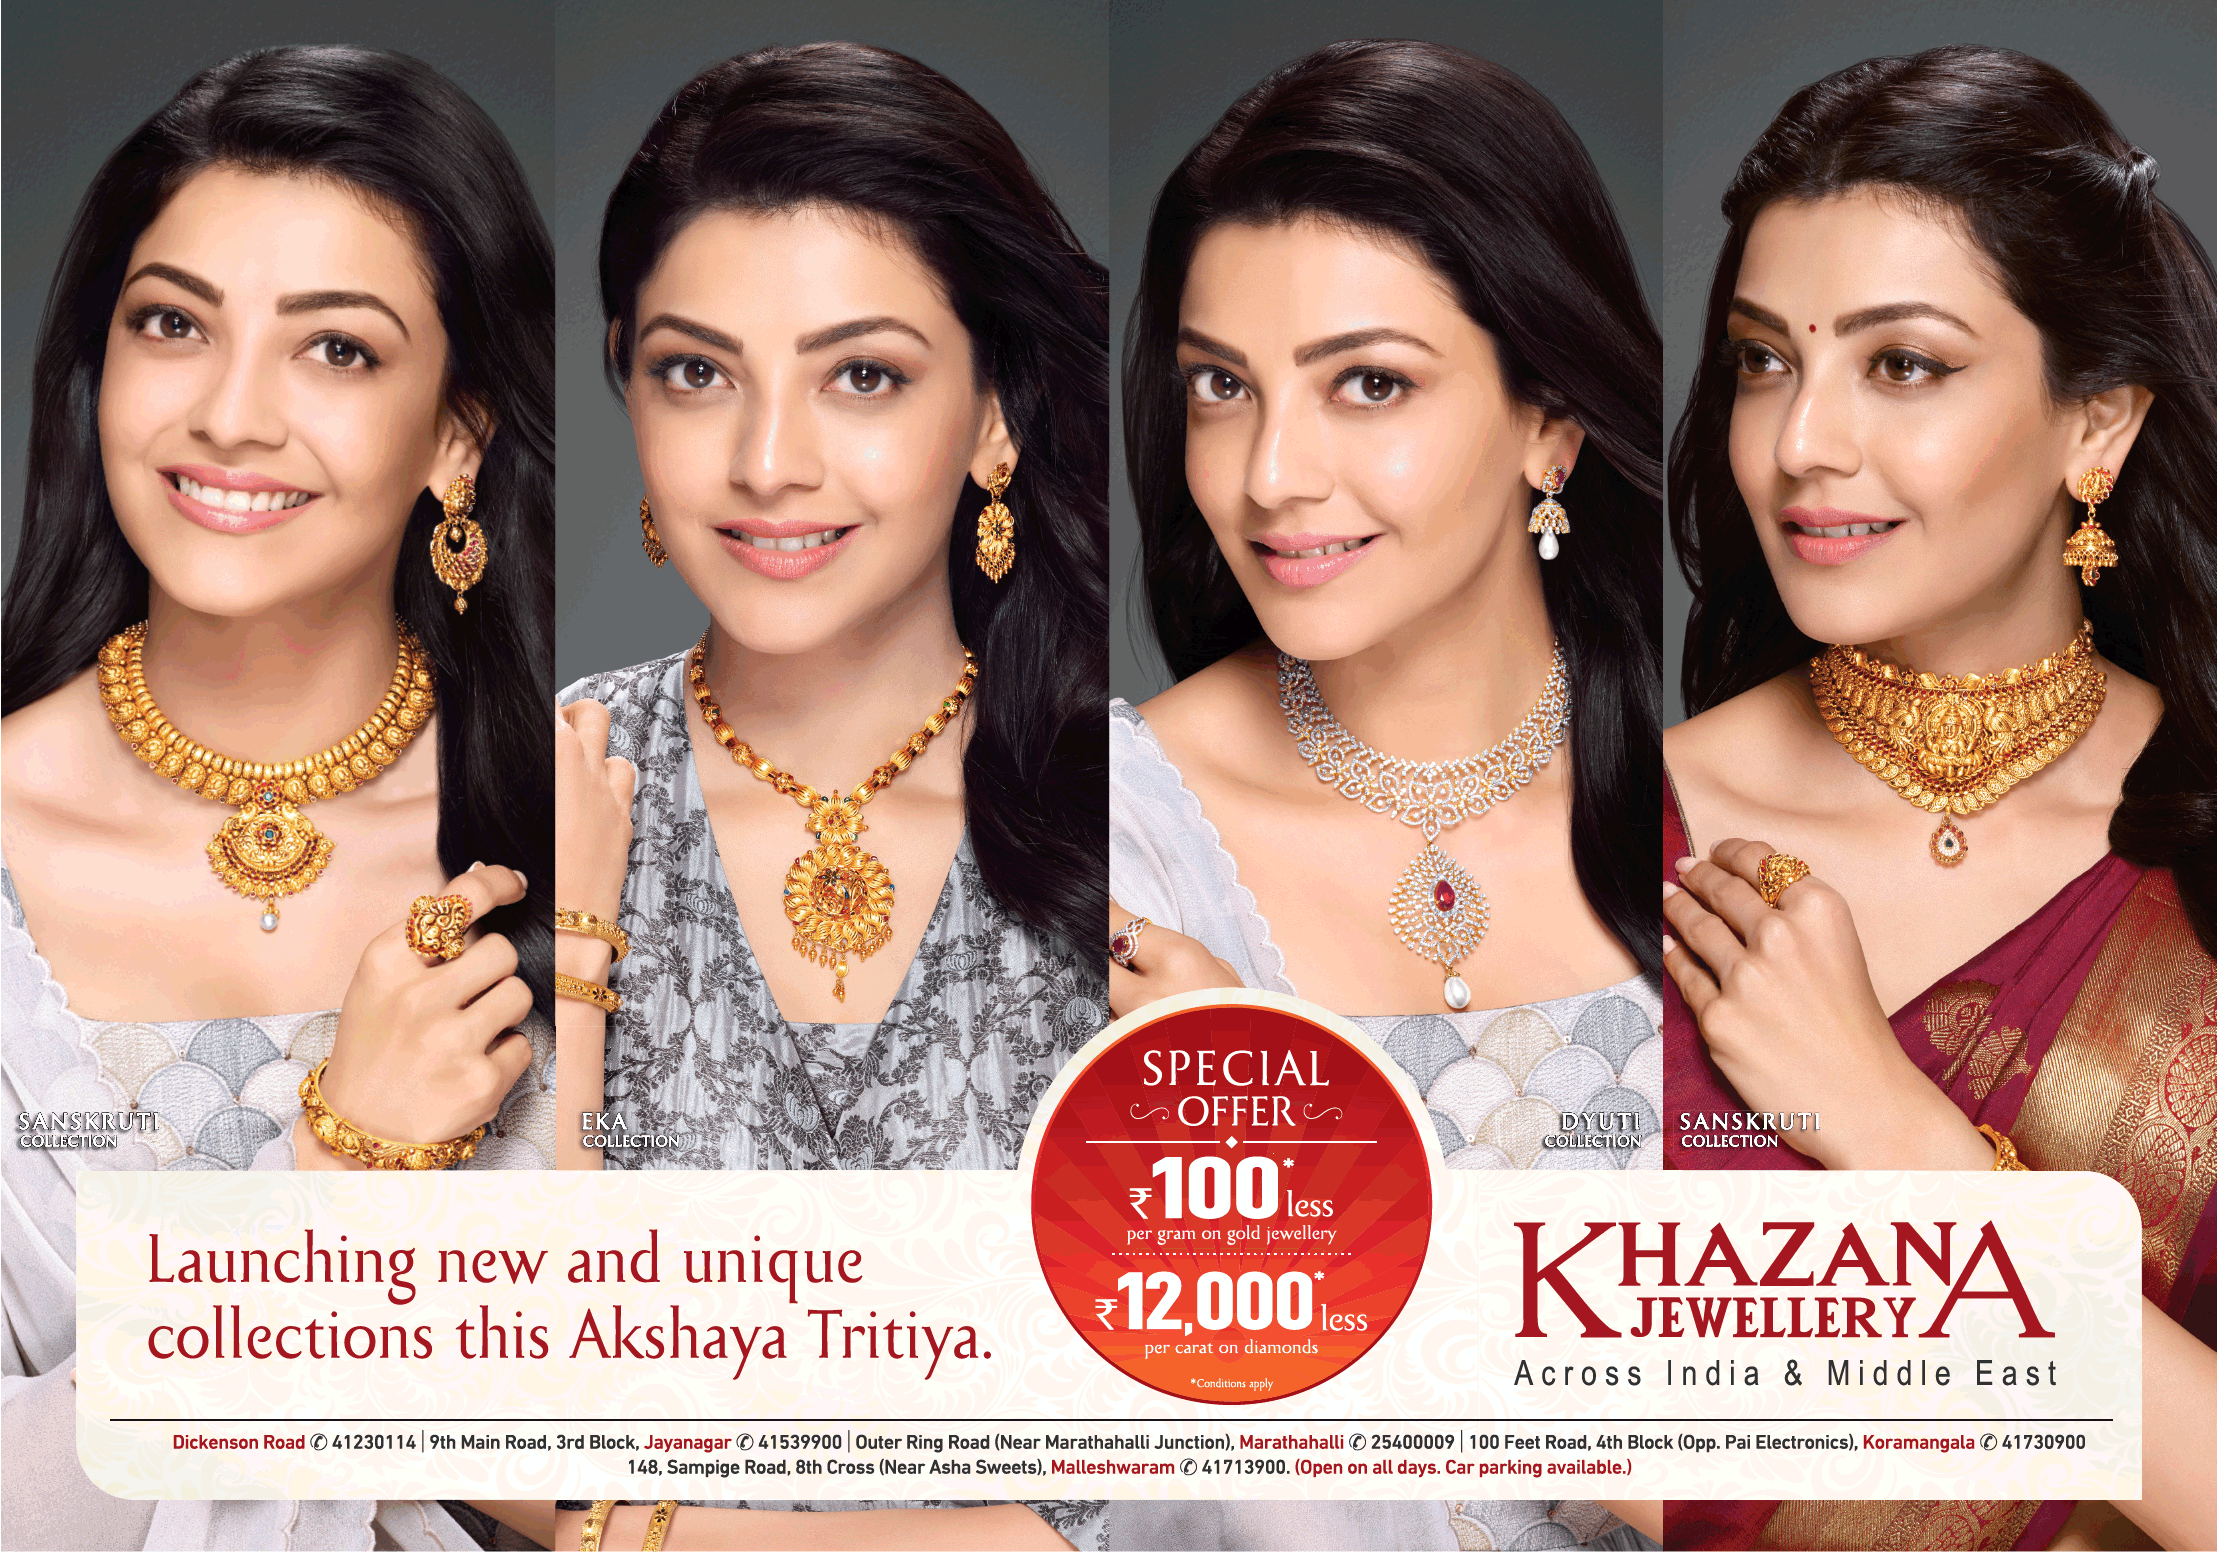 SANSKRUTI
COLLECTION
EKA
COLLECTION
DYUTI
COLLECTION
SANSKRUTI
COLLECTION
Launching new and unique
collections this Akshaya Tritiya.
SPECIAL
OFFER
₹100* less
per gram on gold jewellery
₹12,000* less
per carat on diamonds
*Conditions apply
KHAZANA
JEWELLERY
Across India & Middle East
Dickenson Road ✆ 41230114 | 9th Main Road, 3rd Block, Jayanagar ✆ 41539900 | Outer Ring Road (Near Marathahalli Junction), Marathahalli ✆ 25400009 | 100 Feet Road, 4th Block (Opp. Pai Electronics), Koramangala ✆ 41730900
148, Sampige Road, 8th Cross (Near Asha Sweets), Malleshwaram ✆ 41713900. (Open on all days. Car parking available.)